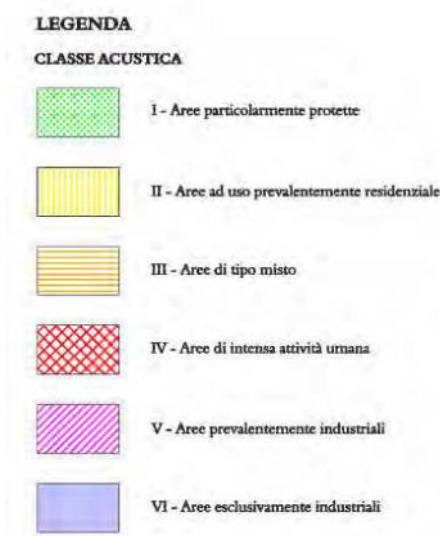 LEGENDA
CLASSE ACUSTICA
I - Aree particolarmente protette
II - Aree ad uso prevalentemente residenziale
III - Aree di tipo misto
IV - Aree di intensa attività umana
V - Aree prevalentemente industriali
VI - Aree esclusivamente industriali